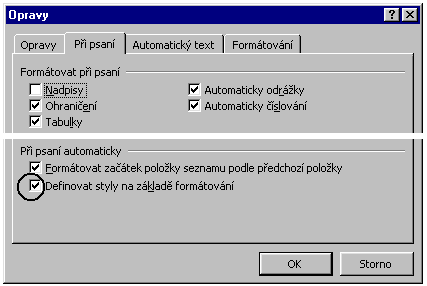 Opravy
Opravy Při psaní Automatický text Formátování
Formátovat při psaní
Nadpisy Automaticky odrážky
Ohraničení Automaticky číslování
Tabulky
Při psaní automaticky
Formátovat začátek položky seznamu podle předchozí položky
Definovat styly na základě formátování
OK Storno